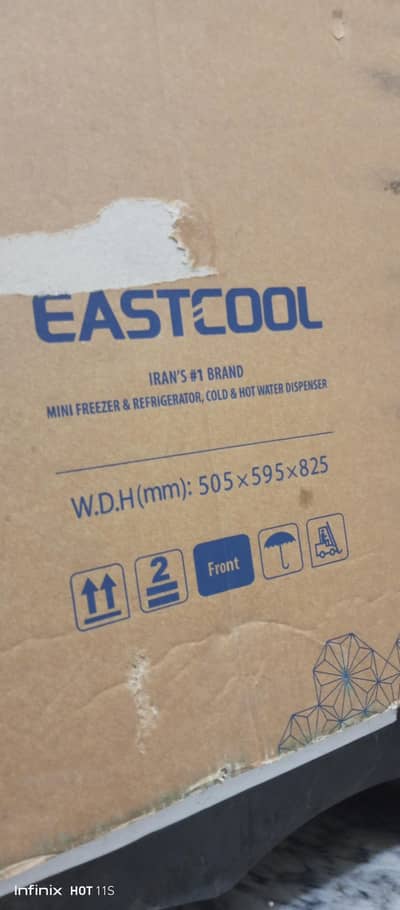 EASTCOOL
IRAN'S #1 BRAND
MINI FREEZER & REFRIGERATOR, COLD & HOT WATER DISPENSER
W.D.H(mm): 505×595×825
2
Front
Infinix HOT 11S